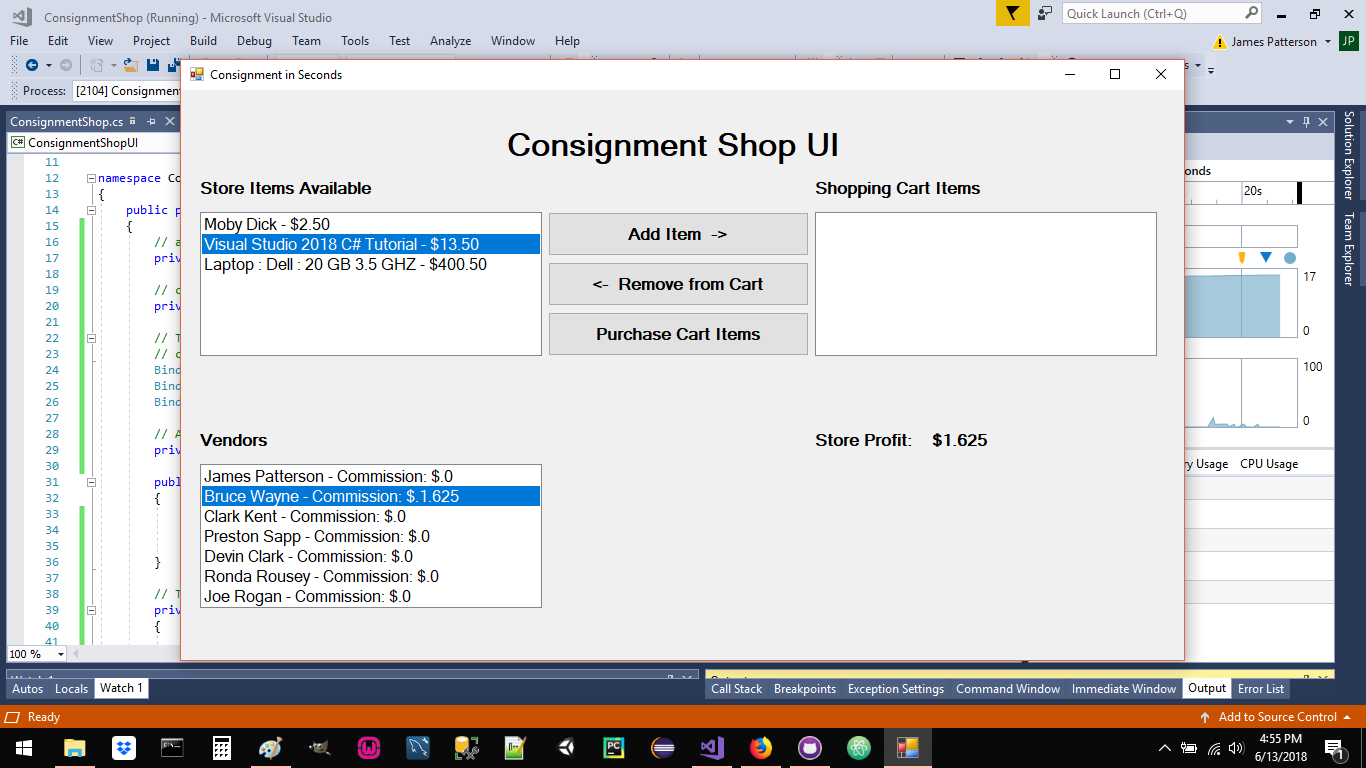 ConsignmentShop (Running) - Microsoft Visual Studio
Quick Launch (Ctrl+Q)
File Edit View Project Build Debug Team Tools Test Analyze Window Help
James Patterson JP
Process: [2104] Consignment
Consignment in Seconds
ConsignmentShop.cs
C# ConsignmentShopUI
Consignment Shop UI
Store Items Available
Shopping Cart Items
Moby Dick - $2.50
Visual Studio 2018 C# Tutorial - $13.50
Laptop : Dell : 20 GB 3.5 GHZ - $400.50
Add Item ->
<- Remove from Cart
Purchase Cart Items
Vendors
Store Profit: $1.625
James Patterson - Commission: $.0
Bruce Wayne - Commission: $.1.625
Clark Kent - Commission: $.0
Preston Sapp - Commission: $.0
Devin Clark - Commission: $.0
Ronda Rousey - Commission: $.0
Joe Rogan - Commission: $.0
11
12 namespace Co
13 {
14 public p
15 {
16 // a
17 priv
18
19 // c
20 priv
21
22 // T
23 // c
24 Bind
25 Bind
26 Bind
27
28 // A
29 priv
30
31 publ
32 {
33
34
35
36 }
37
38 // T
39 priv
40 {
41
100 %
onds
20s
17
0
100
0
ry Usage CPU Usage
Solution Explorer
Team Explorer
Watch 1
Output
Autos Locals Watch 1
Call Stack Breakpoints Exception Settings Command Window Immediate Window Output Error List
Ready
Add to Source Control
PC
4:55 PM
6/13/2018
1